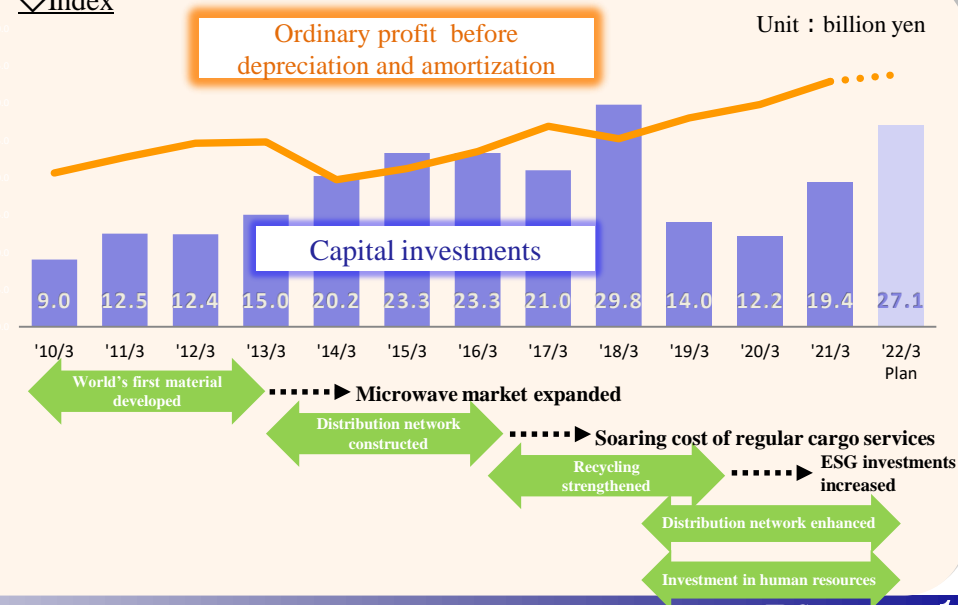 ◇Index
Unit：billion yen
Ordinary profit before
depreciation and amortization
Capital investments
9.0 12.5 12.4 15.0 20.2 23.3 23.3 21.0 29.8 14.0 12.2 19.4 27.1
'10/3 '11/3 '12/3 '13/3 '14/3 '15/3 '16/3 '17/3 '18/3 '19/3 '20/3 '21/3 '22/3
Plan
World's first material
developed
Microwave market expanded
Distribution network
constructed
Soaring cost of regular cargo services
Recycling
strengthened
ESG investments
increased
Distribution network enhanced
Investment in human resources